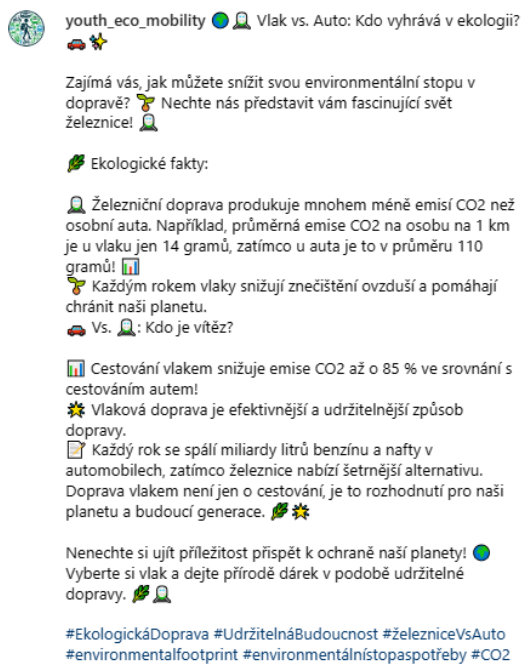 youth_eco_mobility 🌍🚊 Vlak vs. Auto: Kdo vyhrává v ekologii?
🚗✨
Zajímá vás, jak můžete snížit svou environmentální stopu v
dopravě? 🌱 Nechte nás představit vám fascinující svět
železnice! 🚊
🌿 Ekologické fakty:
🚊 Železniční doprava produkuje mnohem méně emisí CO2 než
osobní auta. Například, průměrná emise CO2 na osobu na 1 km
je u vlaku jen 14 gramů, zatímco u auta je to v průměru 110
gramů! 📊
🌱 Každým rokem vlaky snižují znečištění ovzduší a pomáhají
chránit naši planetu.
🚗 Vs. 🚊: Kdo je vítěz?
📊 Cestování vlakem snižuje emise CO2 až o 85 % ve srovnání s
cestováním autem!
🌟 Vlaková doprava je efektivnější a udržitelnější způsob
dopravy.
📝 Každý rok se spálí miliardy litrů benzínu a nafty v
automobilech, zatímco železnice nabízí šetrnější alternativu.
Doprava vlakem není jen o cestování, je to rozhodnutí pro naši
planetu a budoucí generace. 🌿🌟
Nenechte si ujít příležitost přispět k ochraně naší planety! 🌍
Vyberte si vlak a dejte přírodě dárek v podobě udržitelné
dopravy. 🌿🚊
#EkologickáDoprava #UdržitelnáBudoucnost #železniceVsAuto
#environmentalfootprint #environmentálnístopaspotřeby #CO2